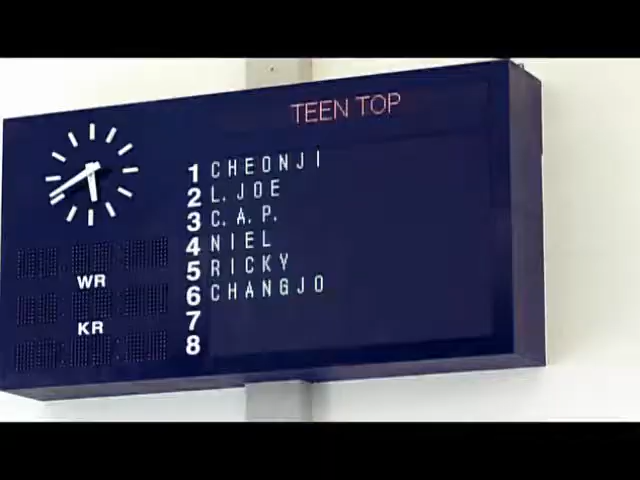 TEEN TOP
1 CHEONJI
2 L. JOE
3 C. A. P.
4 NIEL
5 RICKY
6 CHANGJO
7
8
WR
KR